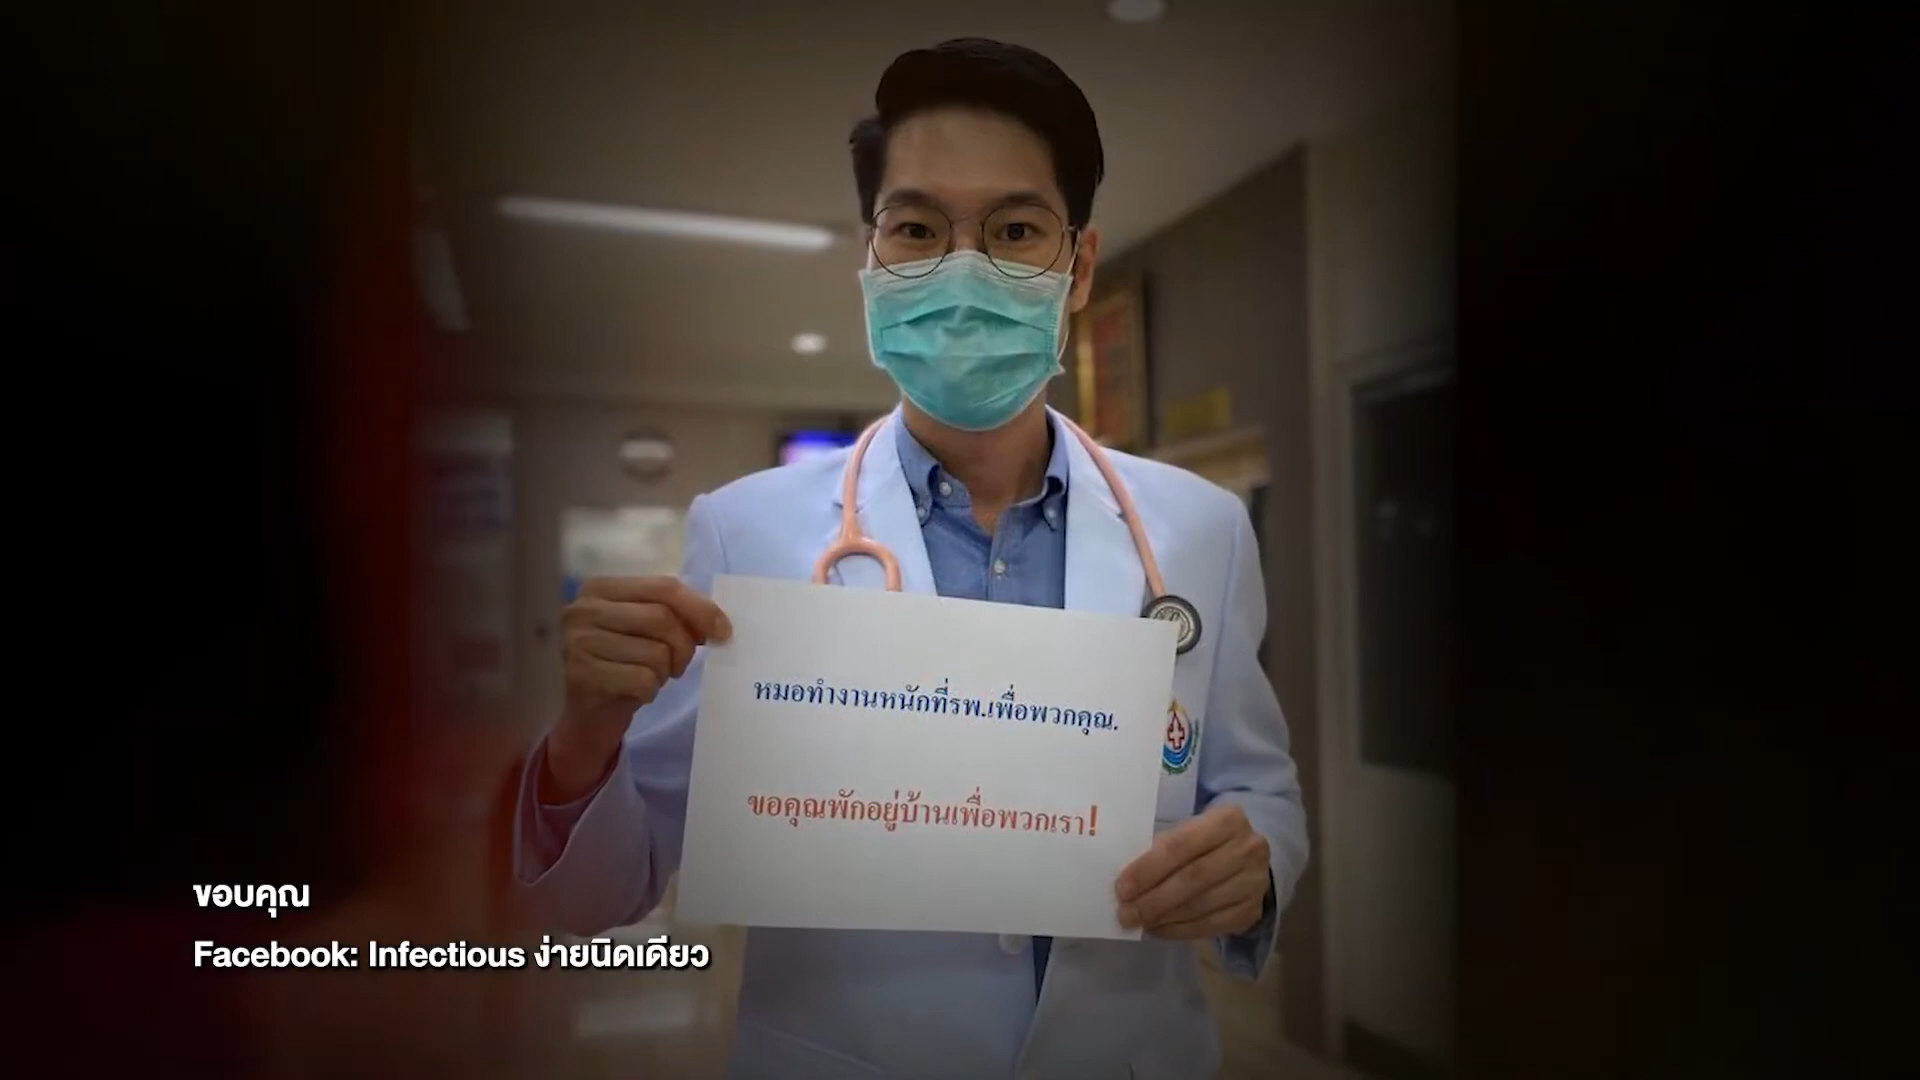 หมอทำงานหนักที่รพ.เพื่อพวกคุณ.
ขอคุณพักอยู่บ้านเพื่อพวกเรา!
ขอบคุณ
Facebook: Infectious ง่ายนิดเดียว